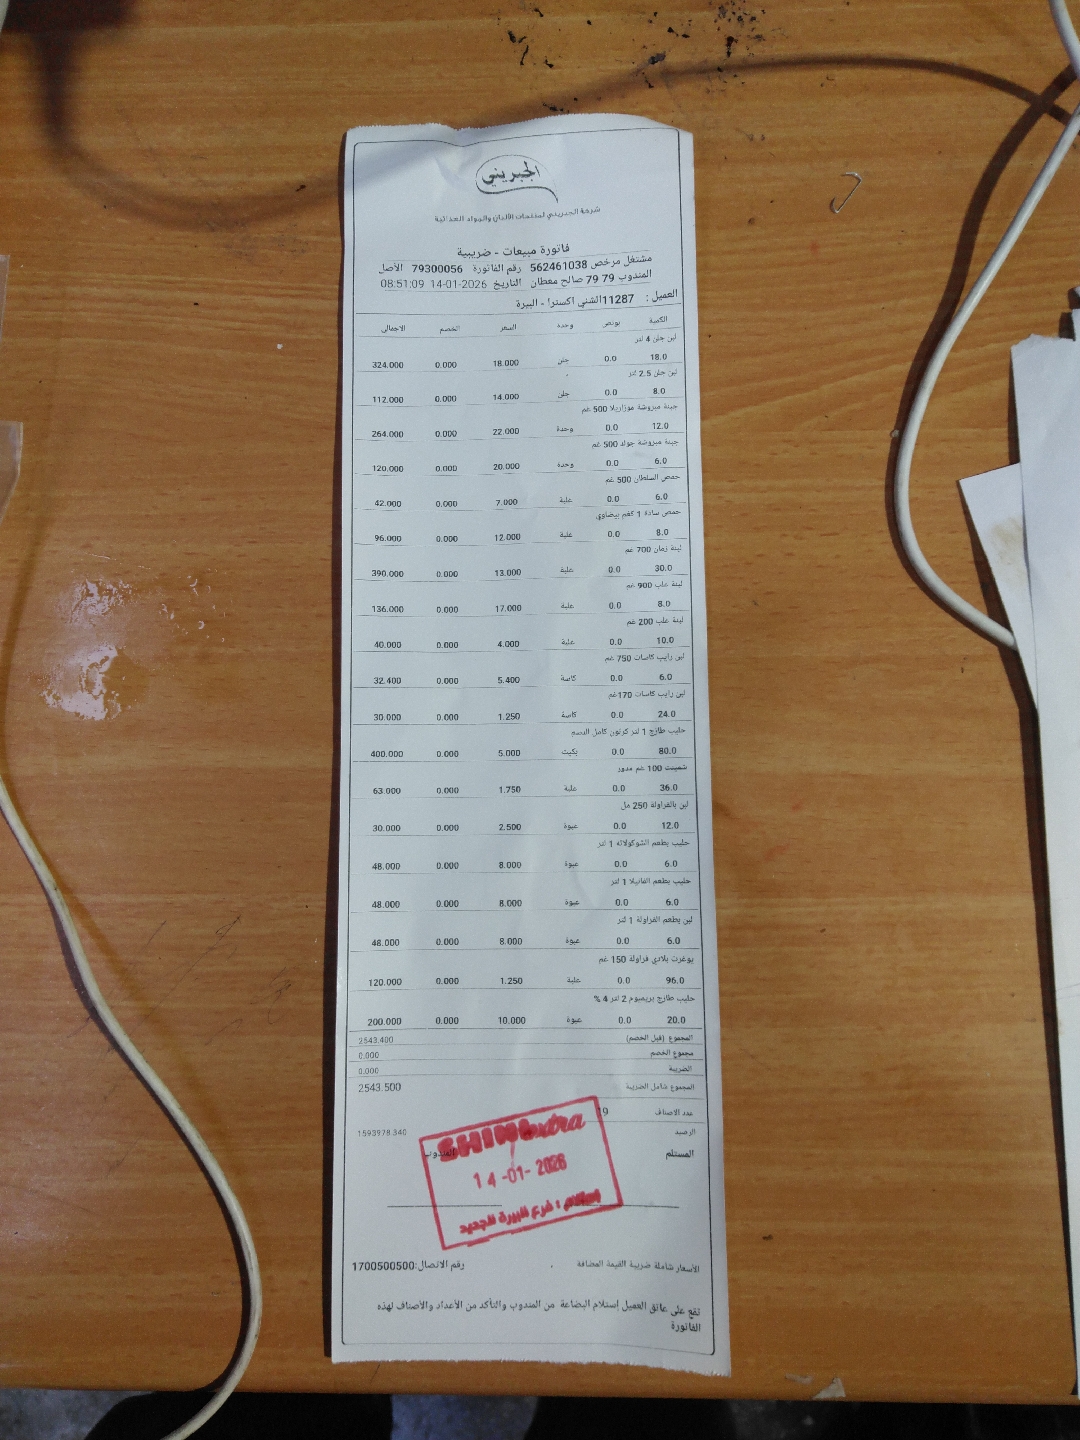 الجبريني
شركة الجبريني لمنتجات الألبان والمواد الغذائية
فاتورة مبيعات - ضريبية
مشتغل مرخص 562461038 رقم الفاتورة 79300056 الأصل
المندوب 79 79 صالح معطان التاريخ 2026-01-14 08:51:09
العميل : 11287الشني اكسترا - البيرة
الكمية بونص وحدة السعر الخصم الاجمالي
لبن جلن 4 لتر
18.0 0.0 جلن 18.000 0.000 324.000
لبن جلن 2.5 لتر
8.0 0.0 جلن 14.000 0.000 112.000
جبنة مبروشة موزاريلا 500 غم
12.0 0.0 وحدة 22.000 0.000 264.000
جبنة مبروشة جولد 500 غم
6.0 0.0 وحدة 20.000 0.000 120.000
حمص السلطان 500 غم
6.0 0.0 علبة 7.000 0.000 42.000
حمص سادة 1 كغم بيضاوي
8.0 0.0 علبة 12.000 0.000 96.000
لبنة زمان 700 غم
30.0 0.0 علبة 13.000 0.000 390.000
لبنة علب 900 غم
8.0 0.0 علبة 17.000 0.000 136.000
لبنة علب 200 غم
10.0 0.0 علبة 4.000 0.000 40.000
لبن رايب كاسات 750 غم
6.0 0.0 كاسة 5.400 0.000 32.400
لبن رايب كاسات 170غم
24.0 0.0 كاسة 1.250 0.000 30.000
حليب طازج 1 لتر كرتون كامل الدسم
80.0 0.0 بكيت 5.000 0.000 400.000
شمينت 100 غم مدور
36.0 0.0 علبة 1.750 0.000 63.000
لبن بالفراولة 250 مل
12.0 0.0 عبوة 2.500 0.000 30.000
حليب بطعم الشوكولاته 1 لتر
6.0 0.0 عبوة 8.000 0.000 48.000
حليب بطعم الفانيلا 1 لتر
6.0 0.0 عبوة 8.000 0.000 48.000
لبن بطعم الفراولة 1 لتر
6.0 0.0 عبوة 8.000 0.000 48.000
يوغرت بلادي فراولة 150 غم
96.0 0.0 علبة 1.250 0.000 120.000
حليب طازج بريميوم 2 لتر 4 %
20.0 0.0 عبوة 10.000 0.000 200.000
المجموع (قبل الخصم) 2543.400
مجموع الخصم 0.000
الضريبة 0.000
المجموع شامل الضريبة 2543.500
عدد الاصناف 19
الرصيد 1593978.340
المستلم المندوب
SHINI extra
14-01-2026
إستلام : فرع البيرة الجديد
الأسعار شاملة ضريبة القيمة المضافة . رقم الاتصال:1700500500
تقع على عاتق العميل إستلام البضاعة من المندوب والتأكد من الأعداد والأصناف لهذه
الفاتورة